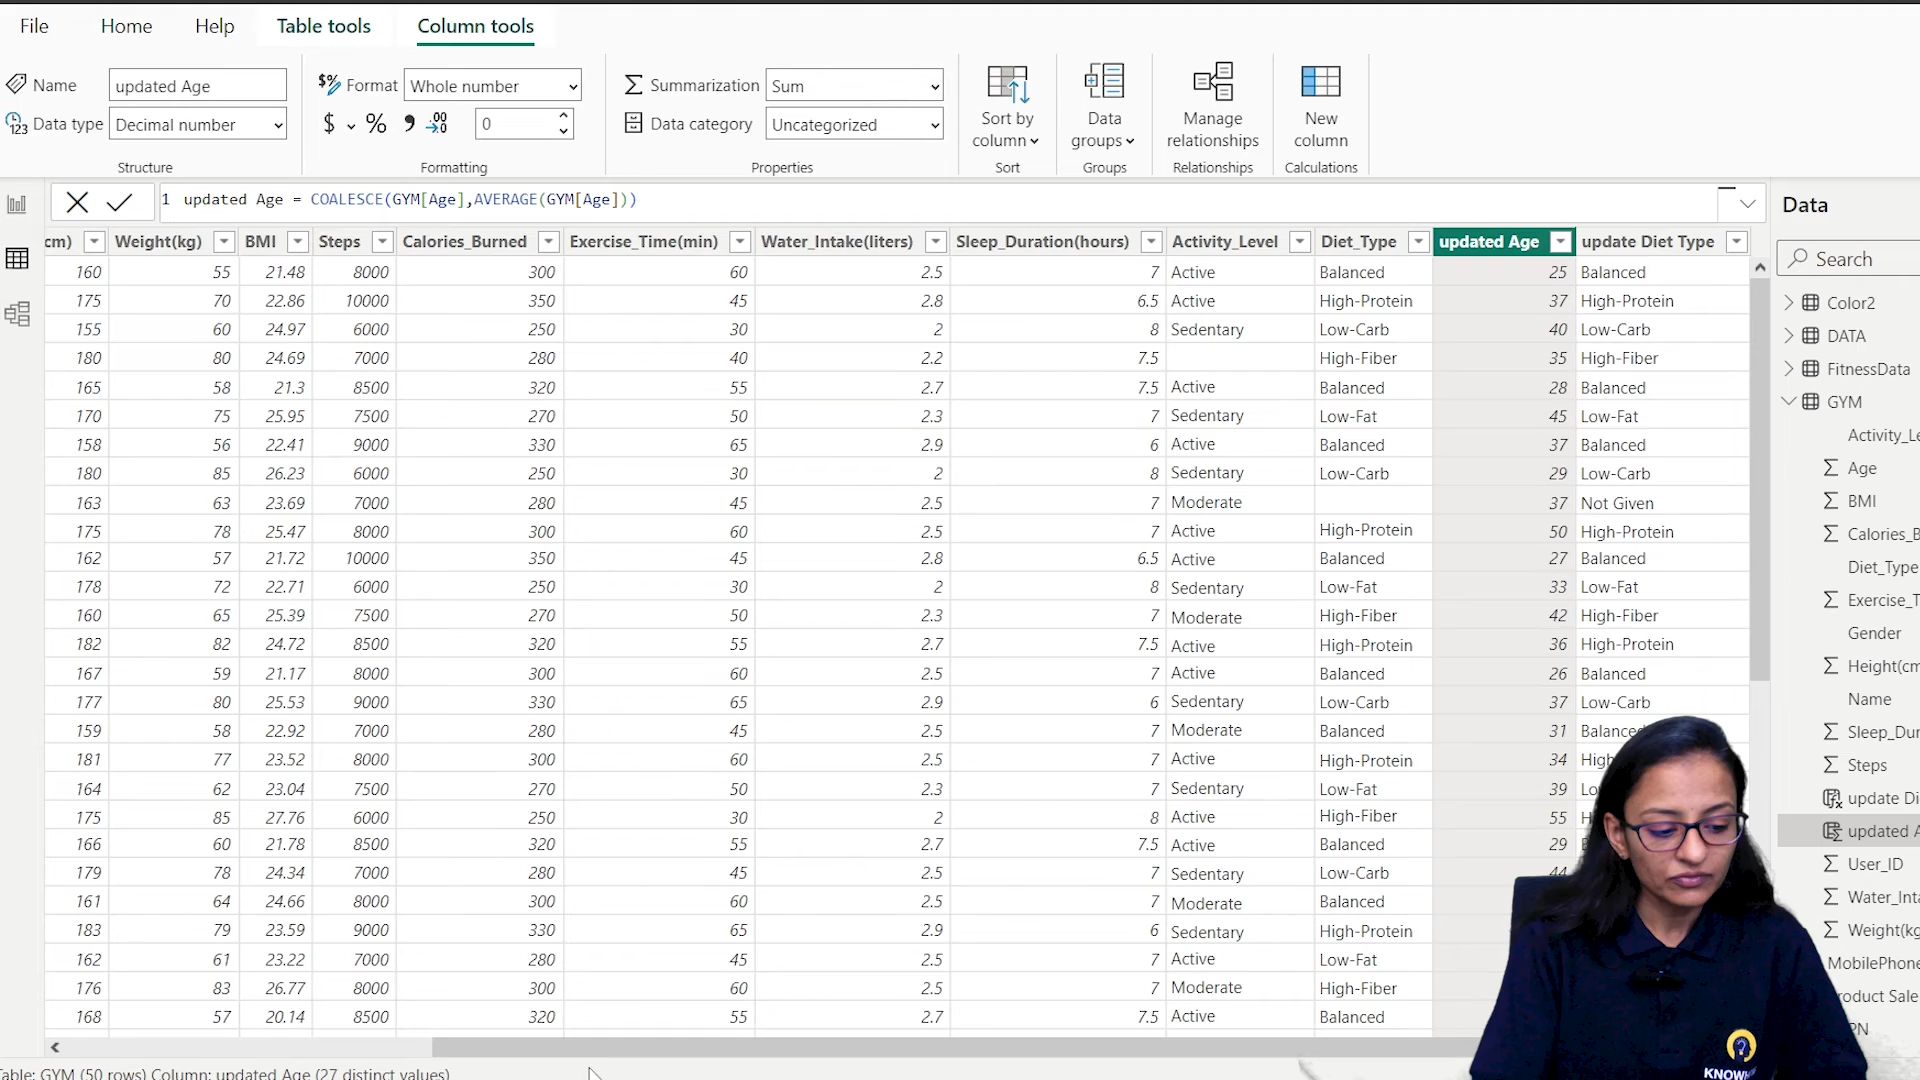 File Home Help Table tools Column tools
Name updated Age $% Format Whole number Σ Summarization Sum Sort by column Data groups Manage relationships New column
123 Data type Decimal number $ % , .00 0 Data category Uncategorized
Structure Formatting Properties Sort Groups Relationships Calculations
1 updated Age = COALESCE(GYM[Age],AVERAGE(GYM[Age]))
cm) Weight(kg) BMI Steps Calories_Burned Exercise_Time(min) Water_Intake(liters) Sleep_Duration(hours) Activity_Level Diet_Type updated Age update Diet Type
160 55 21.48 8000 300 60 2.5 7 Active Balanced 25 Balanced
175 70 22.86 10000 350 45 2.8 6.5 Active High-Protein 37 High-Protein
155 60 24.97 6000 250 30 2 8 Sedentary Low-Carb 40 Low-Carb
180 80 24.69 7000 280 40 2.2 7.5 High-Fiber 35 High-Fiber
165 58 21.3 8500 320 55 2.7 7.5 Active Balanced 28 Balanced
170 75 25.95 7500 270 50 2.3 7 Sedentary Low-Fat 45 Low-Fat
158 56 22.41 9000 330 65 2.9 6 Active Balanced 37 Balanced
180 85 26.23 6000 250 30 2 8 Sedentary Low-Carb 29 Low-Carb
163 63 23.69 7000 280 45 2.5 7 Moderate 37 Not Given
175 78 25.47 8000 300 60 2.5 7 Active High-Protein 50 High-Protein
162 57 21.72 10000 350 45 2.8 6.5 Active Balanced 27 Balanced
178 72 22.71 6000 250 30 2 8 Sedentary Low-Fat 33 Low-Fat
160 65 25.39 7500 270 50 2.3 7 Moderate High-Fiber 42 High-Fiber
182 82 24.72 8500 320 55 2.7 7.5 Active High-Protein 36 High-Protein
167 59 21.17 8000 300 60 2.5 7 Active Balanced 26 Balanced
177 80 25.53 9000 330 65 2.9 6 Sedentary Low-Carb 37 Low-Carb
159 58 22.92 7000 280 45 2.5 7 Moderate Balanced 31 Balanced
181 77 23.52 8000 300 60 2.5 7 Active High-Protein 34 High
164 62 23.04 7500 270 50 2.3 7 Sedentary Low-Fat 39 Lo
175 85 27.76 6000 250 30 2 8 Active High-Fiber 55 H
166 60 21.78 8500 320 55 2.7 7.5 Active Balanced 29
179 78 24.34 7000 280 45 2.5 7 Sedentary Low-Carb 44
161 64 24.66 8000 300 60 2.5 7 Moderate Balanced
183 79 23.59 9000 330 65 2.9 6 Sedentary High-Protein
162 61 23.22 7000 280 45 2.5 7 Active Low-Fat
176 83 26.77 8000 300 60 2.5 7 Moderate High-Fiber
168 57 20.14 8500 320 55 2.7 7.5 Active Balanced
Table: GYM (50 rows) Column: updated Age (27 distinct values)
Data
Search
Color2
DATA
FitnessData
GYM
Activity_Le
Σ Age
Σ BMI
Σ Calories_B
Diet_Type
Σ Exercise_T
Gender
Σ Height(cm
Name
Σ Sleep_Dur
Σ Steps
update Di
updated A
Σ User_ID
Σ Water_Inta
Σ Weight(kg
MobilePhone
roduct Sale
PN
KNOWH